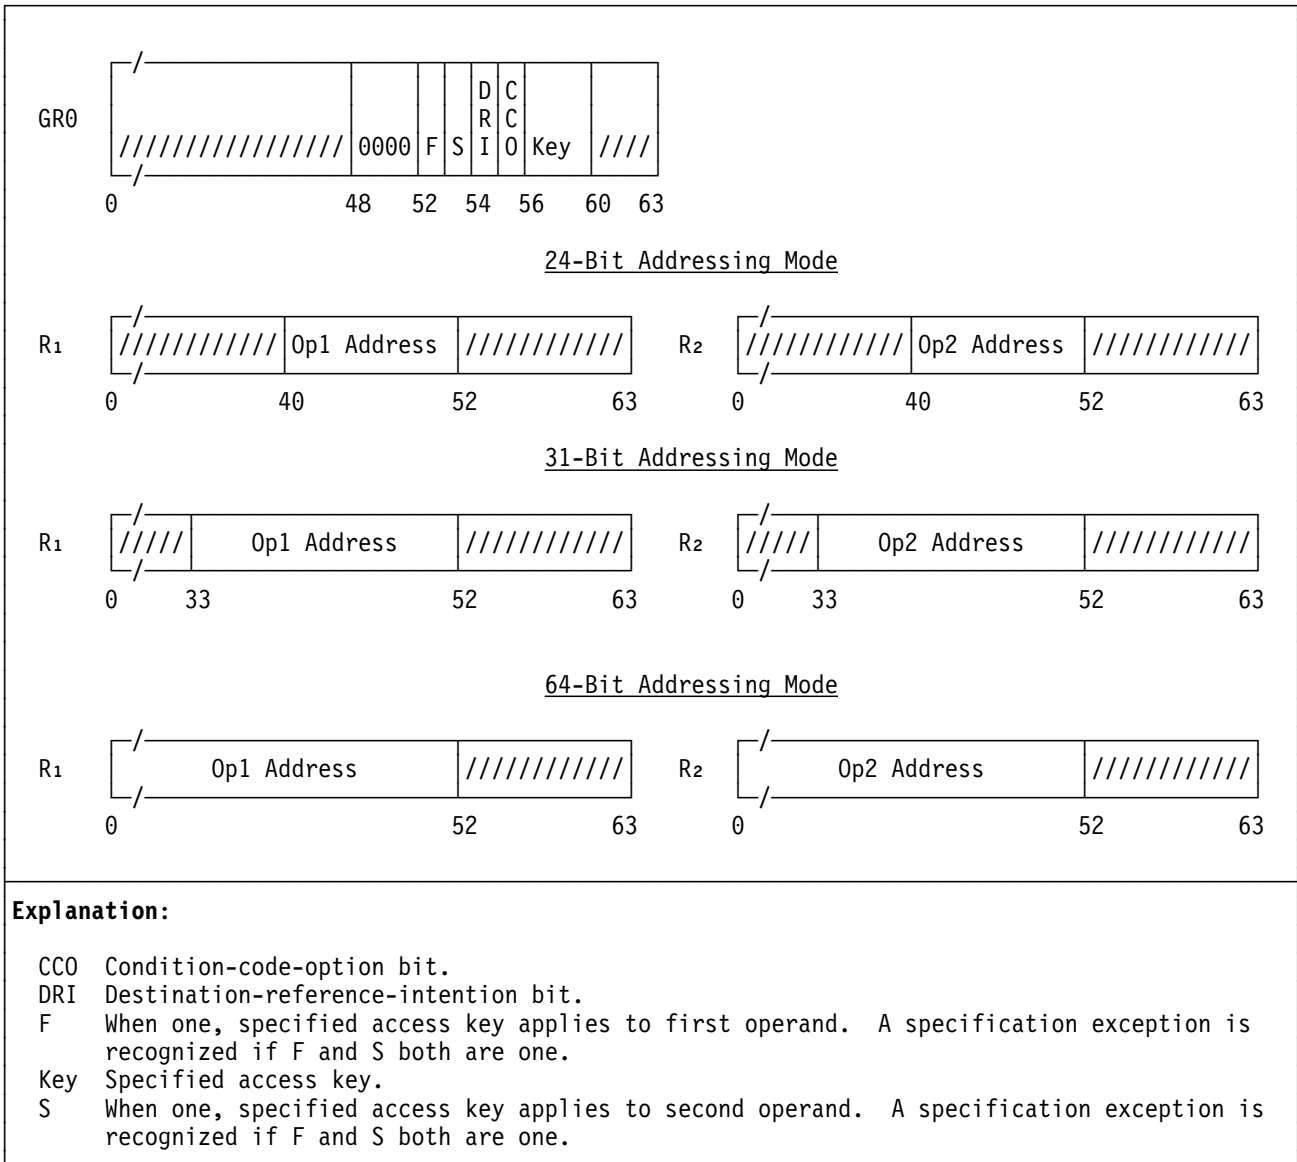 D C
GR0 R C
///////////////// 0000 F S I O Key ////
0 48 52 54 56 60 63
24-Bit Addressing Mode
R₁ //////////// Op1 Address //////////// R₂ //////////// Op2 Address ////////////
0 40 52 63 0 40 52 63
31-Bit Addressing Mode
R₁ ///// Op1 Address //////////// R₂ ///// Op2 Address ////////////
0 33 52 63 0 33 52 63
64-Bit Addressing Mode
R₁ Op1 Address //////////// R₂ Op2 Address ////////////
0 52 63 0 52 63
Explanation:
CCO Condition-code-option bit.
DRI Destination-reference-intention bit.
F When one, specified access key applies to first operand. A specification exception is
recognized if F and S both are one.
Key Specified access key.
S When one, specified access key applies to second operand. A specification exception is
recognized if F and S both are one.